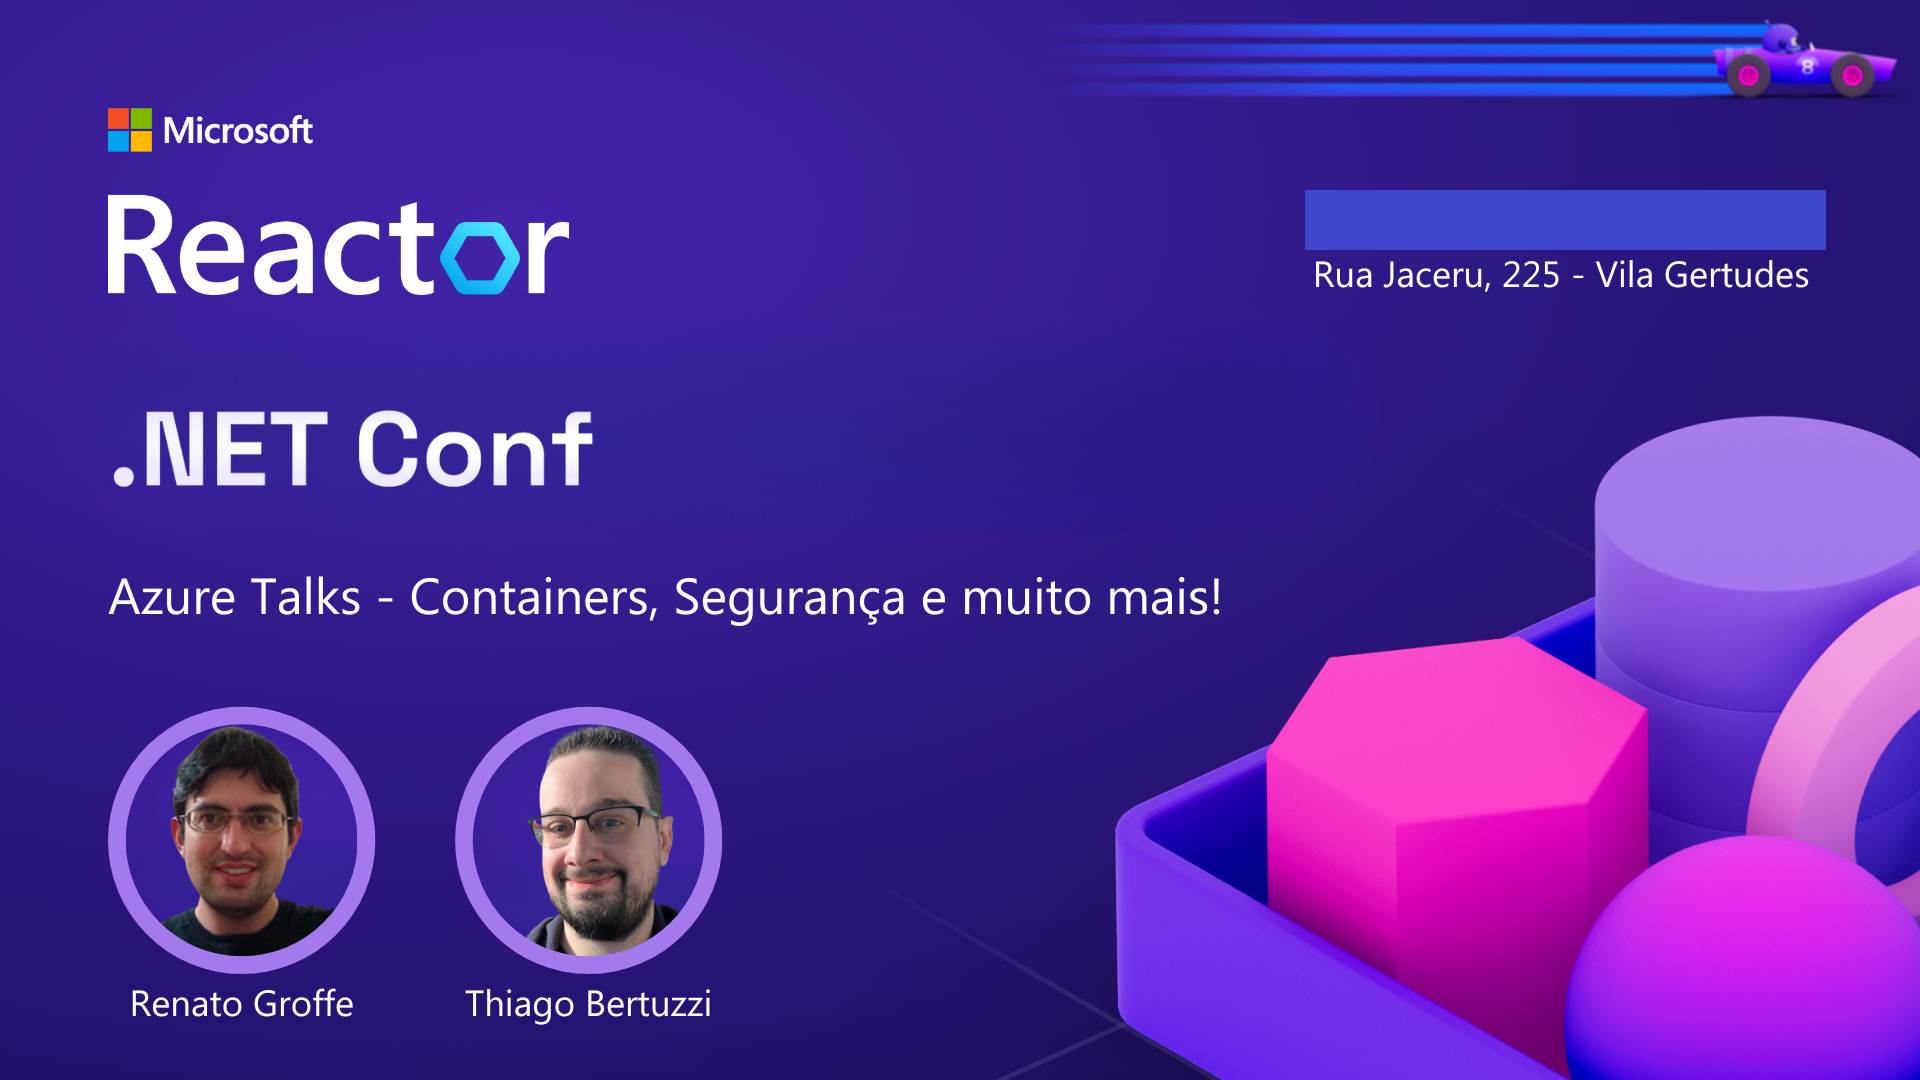 Microsoft
Reactor
8
Rua Jaceru, 225 - Vila Gertudes
.NET Conf
Azure Talks - Containers, Segurança e muito mais!
Renato Groffe
Thiago Bertuzzi